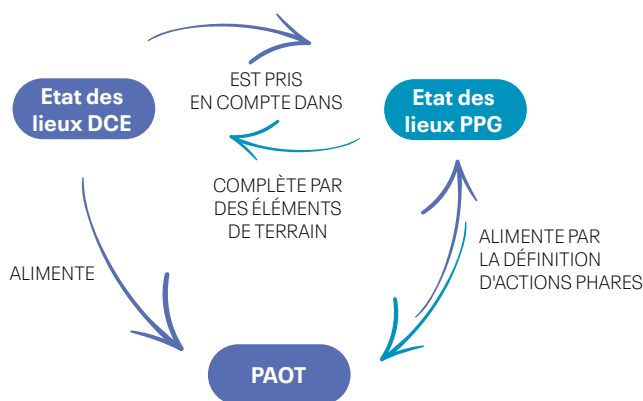 EST PRIS
EN COMPTE DANS
Etat des
lieux DCE
Etat des
lieux PPG
COMPLÈTE PAR
DES ÉLÉMENTS
DE TERRAIN
ALIMENTE
ALIMENTE PAR
LA DÉFINITION
D'ACTIONS PHARES
PAOT